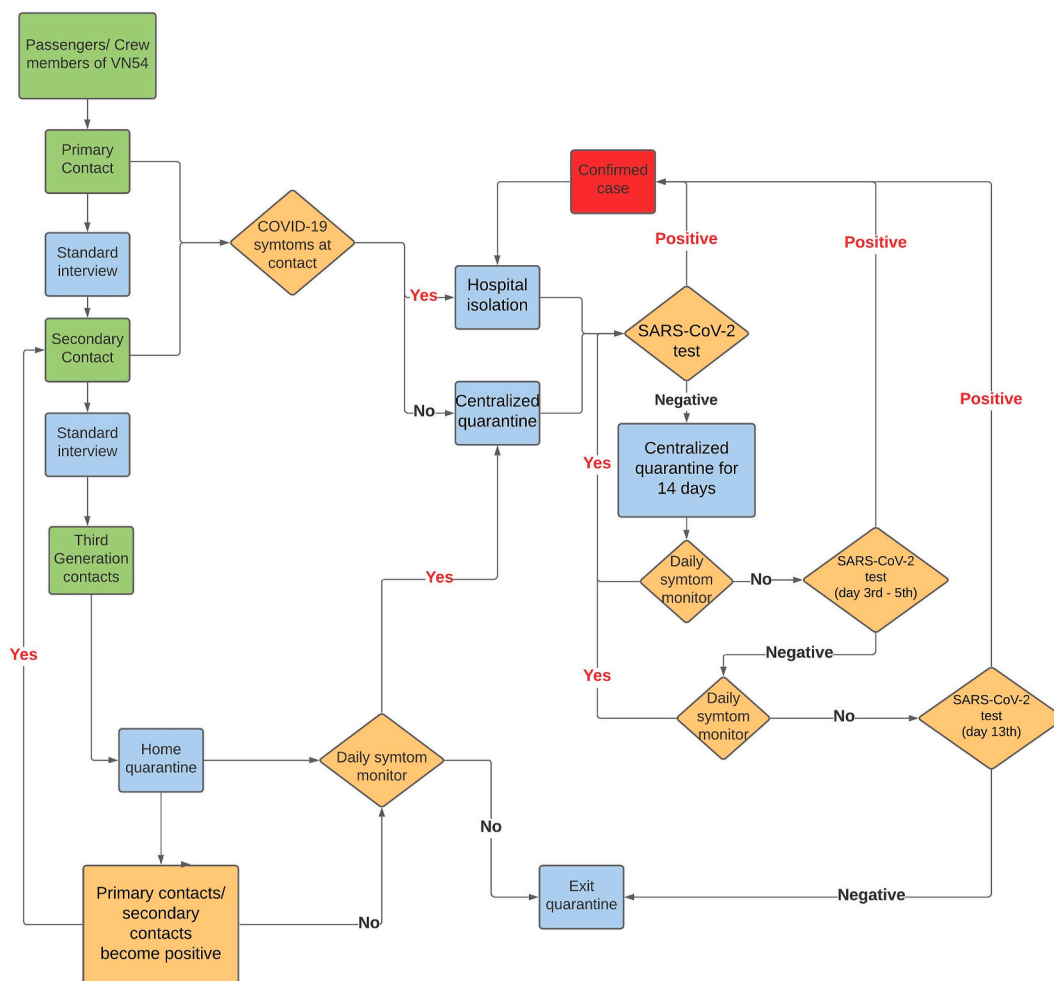 Passengers/ Crew
members of VN54
Primary
Contact
Standard
interview
Secondary
Contact
Standard
interview
Third
Generation
contacts
Yes
Home
quarantine
Primary contacts/
secondary
contacts
become positive
No
Daily symtom
monitor
Yes
No
Exit
quarantine
COVID-19
symtoms at
contact
Yes
No
Hospital
isolation
Centralized
quarantine
Confirmed
case
Positive
SARS-CoV-2
test
Negative
Centralized
quarantine for
14 days
Yes
Daily
symtom
monitor
No
SARS-CoV-2
test
(day 3rd - 5th)
Positive
Negative
Yes
Daily
symtom
monitor
No
SARS-CoV-2
test
(day 13th)
Positive
Negative